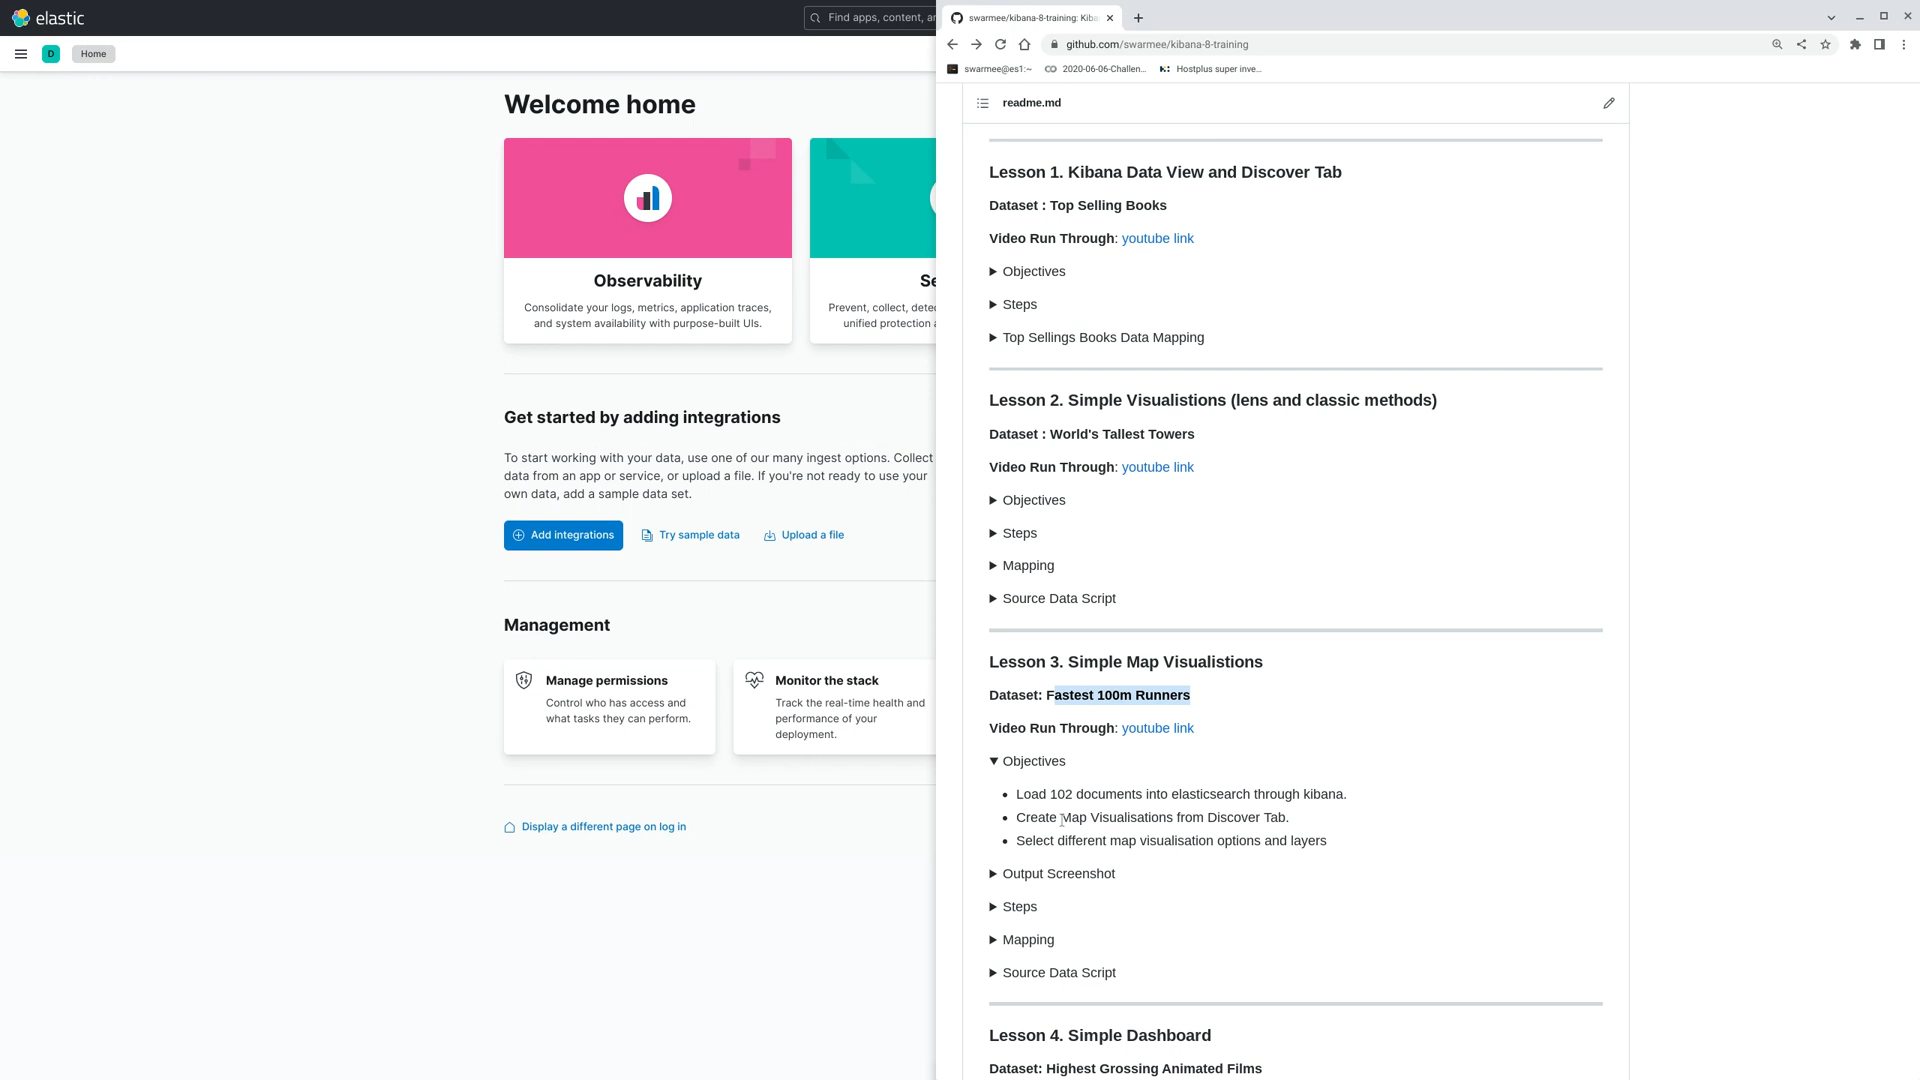 elastic
Find apps, content, an
D
Home
Welcome home
Observability
Consolidate your logs, metrics, application traces,
and system availability with purpose-built UIs.
Se
Prevent, collect, detec
unified protection a
Get started by adding integrations
To start working with your data, use one of our many ingest options. Collect
data from an app or service, or upload a file. If you're not ready to use your
own data, add a sample data set.
Add integrations
Try sample data
Upload a file
Management
Manage permissions
Control who has access and
what tasks they can perform.
Monitor the stack
Track the real-time health and
performance of your
deployment.
Display a different page on log in
swarmee/kibana-8-training: Kiba
github.com/swarmee/kibana-8-training
swarmee@es1:~
2020-06-06-Challen...
Hostplus super inve...
readme.md
Lesson 1. Kibana Data View and Discover Tab
Dataset : Top Selling Books
Video Run Through: youtube link
Objectives
Steps
Top Sellings Books Data Mapping
Lesson 2. Simple Visualistions (lens and classic methods)
Dataset : World's Tallest Towers
Video Run Through: youtube link
Objectives
Steps
Mapping
Source Data Script
Lesson 3. Simple Map Visualistions
Dataset: Fastest 100m Runners
Video Run Through: youtube link
Objectives
Load 102 documents into elasticsearch through kibana.
Create Map Visualisations from Discover Tab.
Select different map visualisation options and layers
Output Screenshot
Steps
Mapping
Source Data Script
Lesson 4. Simple Dashboard
Dataset: Highest Grossing Animated Films